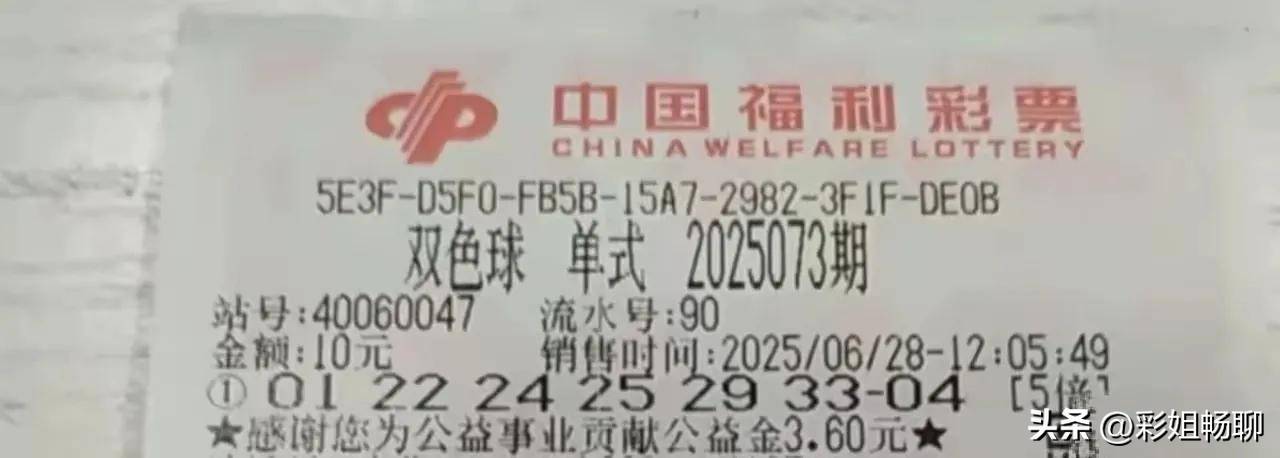 中国福利彩票
CHINA WELFARE LOTTERY
5E3F-D5F0-FB5B-15A7-2982-3F1F-DE0B
双色球 单式 2025073期
站号:40060047 流水号:90
金额:10元 销售时间:2025/06/28-12:05:49
① 01 22 24 25 29 33-04 [5倍]
★感谢您为公益事业贡献公益金3.60元★
头条 @彩姐畅聊